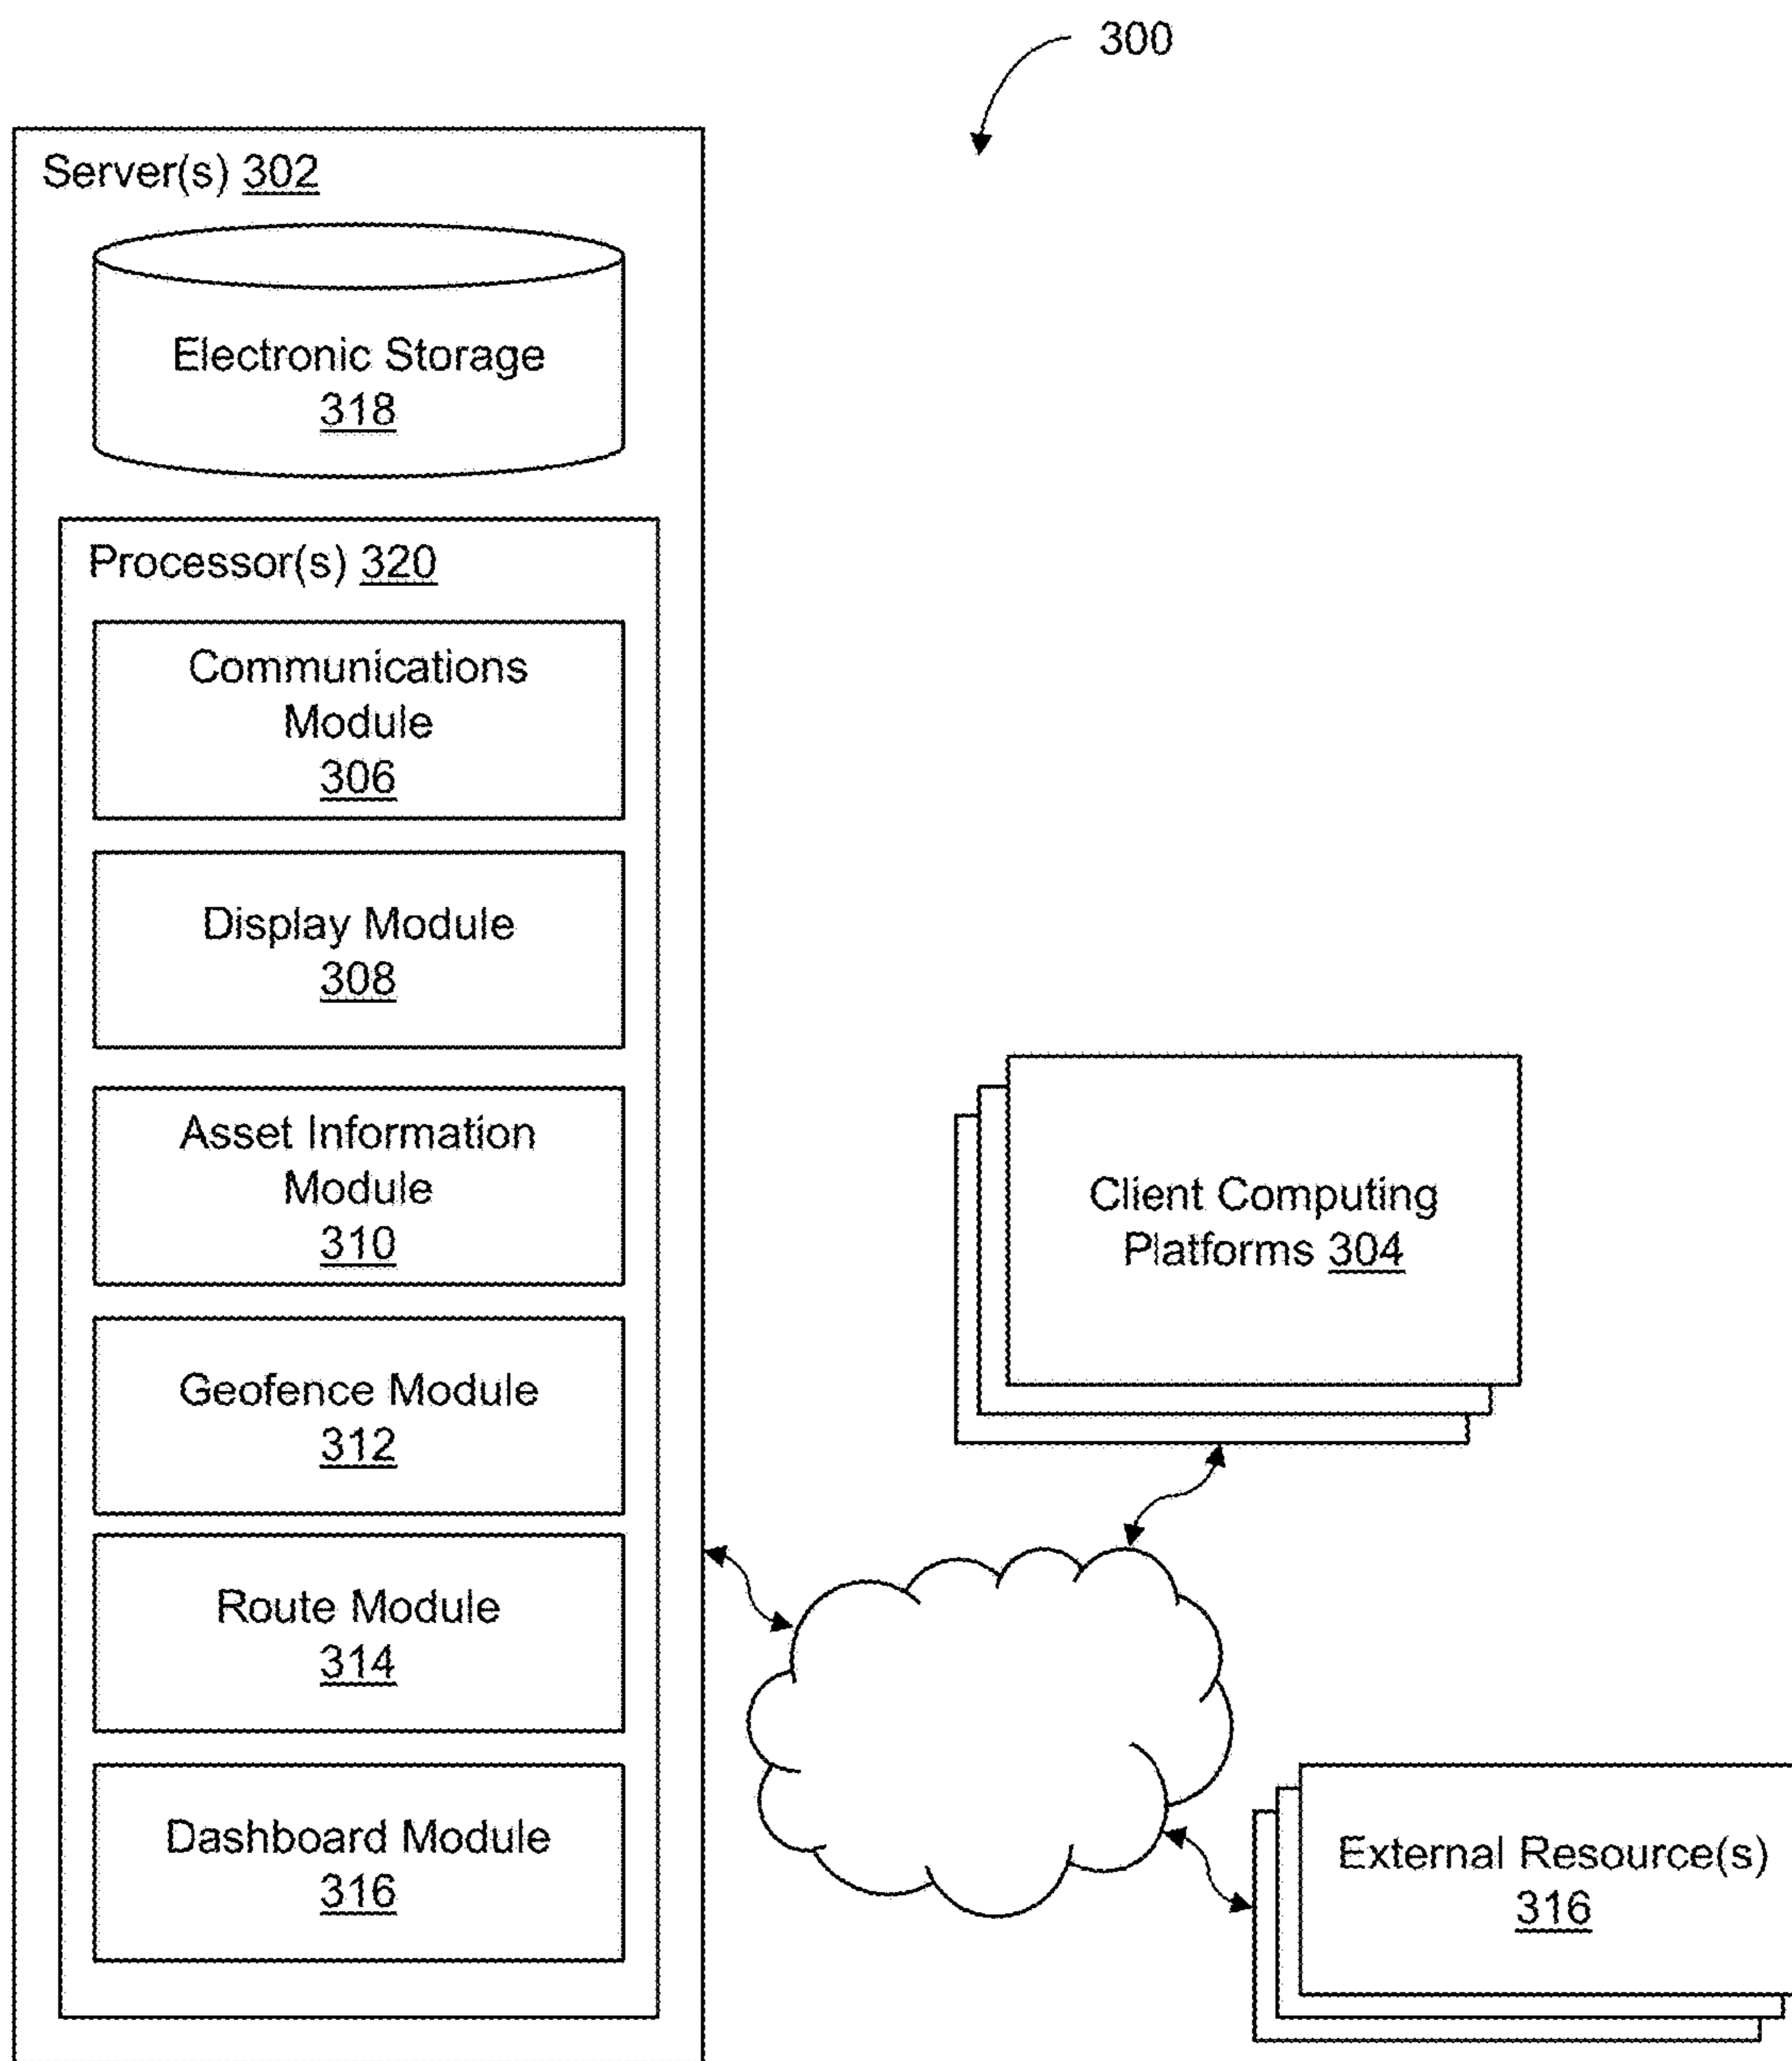 300
Server(s) 302
Electronic Storage
318
Processor(s) 320
Communications
Module
306
Display Module
308
Asset Information
Module
310
Geofence Module
312
Route Module
314
Dashboard Module
316
Client Computing
Platforms 304
External Resource(s)
316